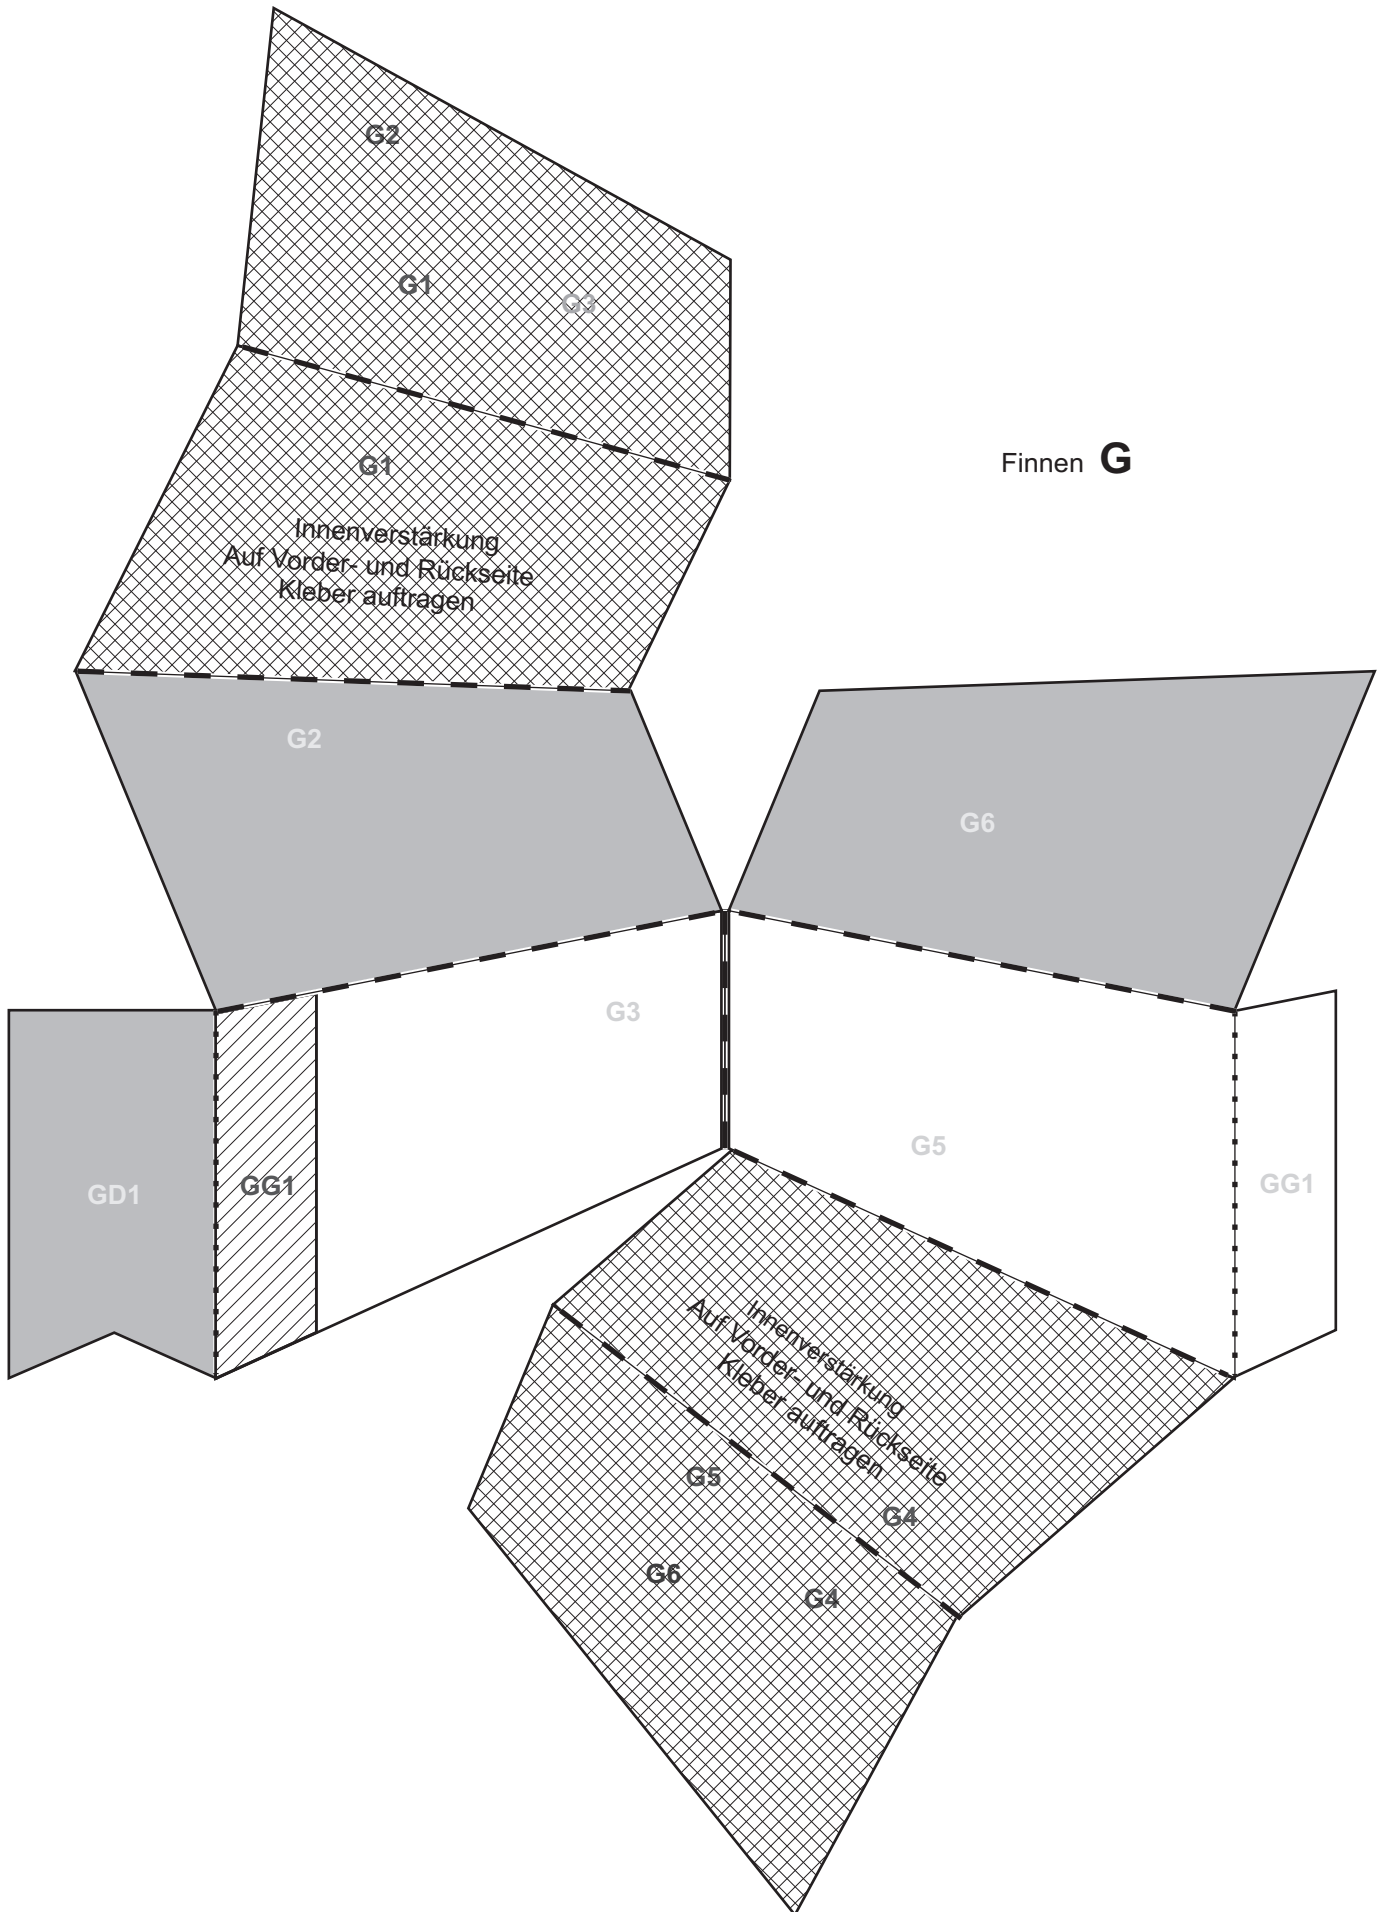 G2
G1
G3
Finnen G
G1
Innenverstärkung
Auf Vorder- und Rückseite
Kleber auftragen
G2
G6
G3
G5
GD1
GG1
GG1
Innenverstärkung
Auf Vorder- und Rückseite
Kleber auftragen
G5
G4
G6
G4